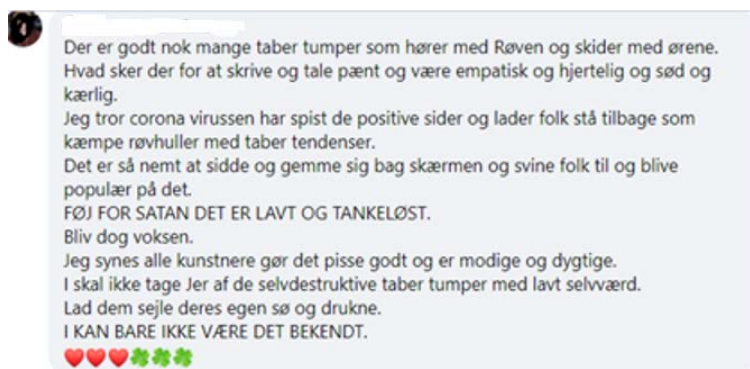 Der er godt nok mange taber tumper som hører med Røven og skider med ørene.
Hvad sker der for at skrive og tale pænt og være empatisk og hjertelig og sød og
kærlig.
Jeg tror corona virussen har spist de positive sider og lader folk stå tilbage som
kæmpe røvhuller med taber tendenser.
Det er så nemt at sidde og gemme sig bag skærmen og svine folk til og blive
populær på det.
FØJ FOR SATAN DET ER LAVT OG TANKELØST.
Bliv dog voksen.
Jeg synes alle kunstnere gør det pisse godt og er modige og dygtige.
I skal ikke tage Jer af de selvdestruktive taber tumper med lavt selvværd.
Lad dem sejle deres egen sø og drukne.
I KAN BARE IKKE VÆRE DET BEKENDT.
❤️❤️❤️🍀🍀🍀